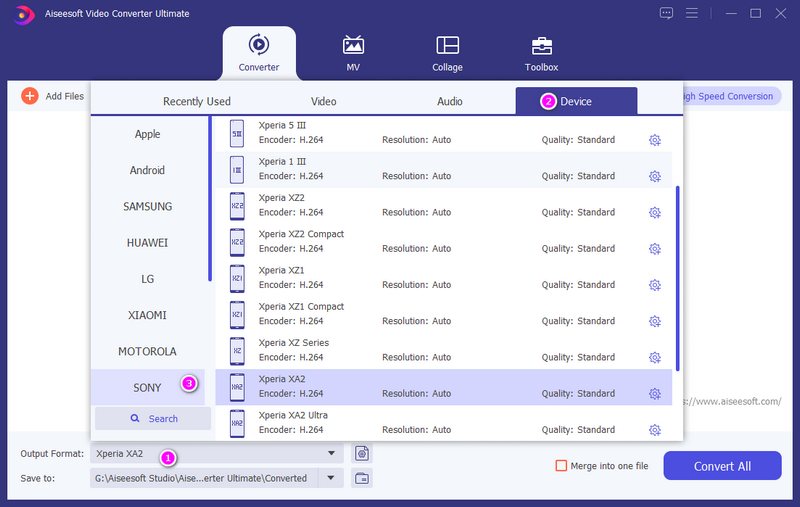 Aiseesoft Video Converter Ultimate
Converter
MV
Collage
Toolbox
Add Files
Recently Used
Video
Audio
2 Device
igh Speed Conversion
Apple
Android
SAMSUNG
HUAWEI
LG
XIAOMI
MOTOROLA
SONY 3
Search
5III
Xperia 5 III
Encoder: H.264 Resolution: Auto Quality: Standard
1III
Xperia 1 III
Encoder: H.264 Resolution: Auto Quality: Standard
XZ2
Xperia XZ2
Encoder: H.264 Resolution: Auto Quality: Standard
XZ2
Xperia XZ2 Compact
Encoder: H.264 Resolution: Auto Quality: Standard
XZ1
Xperia XZ1
Encoder: H.264 Resolution: Auto Quality: Standard
XZ1
Xperia XZ1 Compact
Encoder: H.264 Resolution: Auto Quality: Standard
XZ
Xperia XZ Series
Encoder: H.264 Resolution: Auto Quality: Standard
XA2
Xperia XA2
Encoder: H.264 Resolution: Auto Quality: Standard
XA2
Xperia XA2 Ultra
Encoder: H.264 Resolution: Auto Quality: Standard
s://www.aiseesoft.com/
Output Format: Xperia XA2 1
Save to: G:\Aiseesoft Studio\Aise...erter Ultimate\Converted
Merge into one file
Convert All